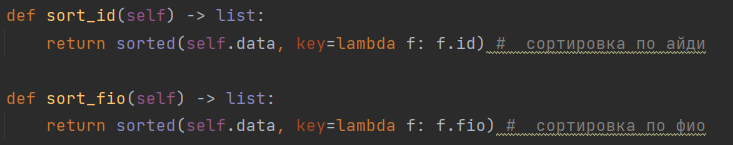 def sort_id(self) -> list:
    return sorted(self.data, key=lambda f: f.id) #  сортировка по айди
def sort_fio(self) -> list:
    return sorted(self.data, key=lambda f: f.fio) #  сортировка по фио